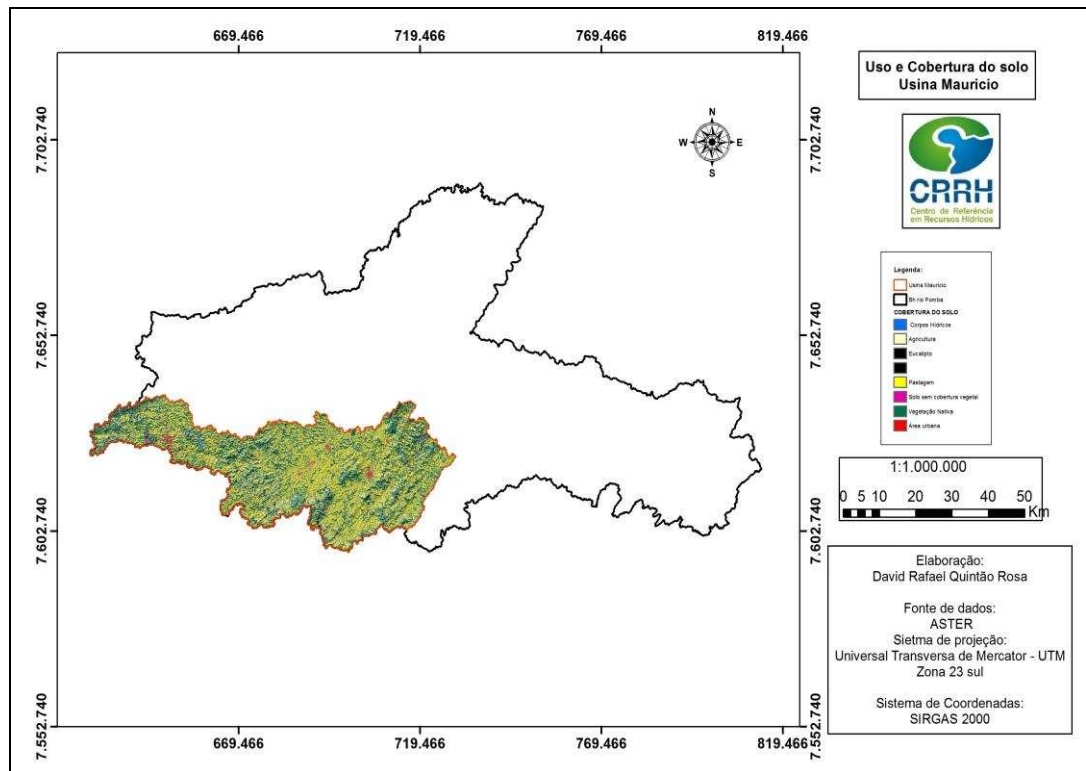 669.466 719.466 769.466 819.466
7.702.740 7.702.740
7.652.740 7.652.740
7.602.740 7.602.740
7.552.740 7.552.740
669.466 719.466 769.466 819.466
N
W E
S
Uso e Cobertura do solo
Usina Mauricio
CRRH
Centro de Referência
em Recursos Hídricos
Legenda:
Usina Mauricio
Bh rio Pomba
COBERTURA DO SOLO
Corpos Hídricos
Agricultura
Eucalipto
Pastagem
Solo sem cobertura vegetal
Vegetação Nativa
Área urbana
1:1.000.000
0 5 10 20 30 40 50
Km
Elaboração:
David Rafael Quintão Rosa
Fonte de dados:
ASTER
Sietma de projeção:
Universal Transversa de Mercator - UTM
Zona 23 sul
Sistema de Coordenadas:
SIRGAS 2000